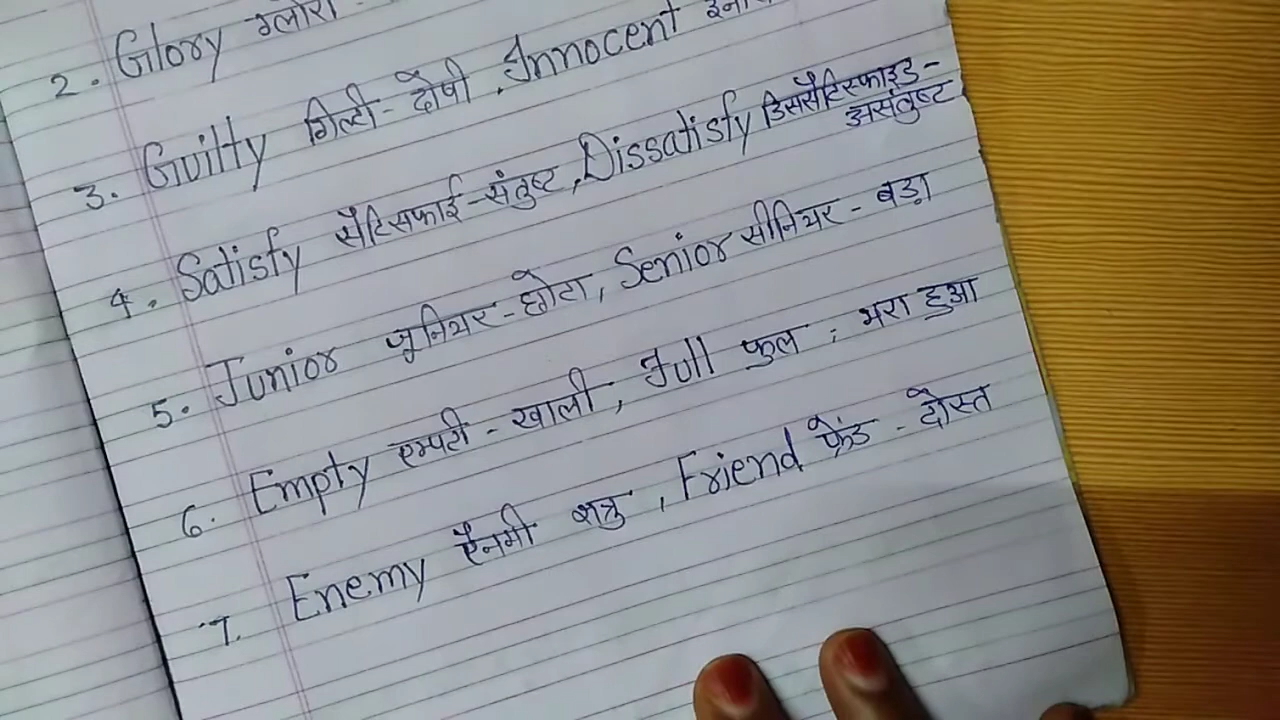 2. Glory ग्लोरी
3. Guilty गिल्टी - दोषी , Innocent
4. Satisfy सैटिसफाई - संतुष्ट , Dissatisfy डिससैटिस्फाइड -
असंतुष्ट
5. Junior जूनियर - छोटा , Senior सीनियर - बड़ा
6. Empty एम्पटी - खाली , Full फुल : भरा हुआ
7. Enemy ऐनमी शत्रु , Friend फ्रेंड - दोस्त